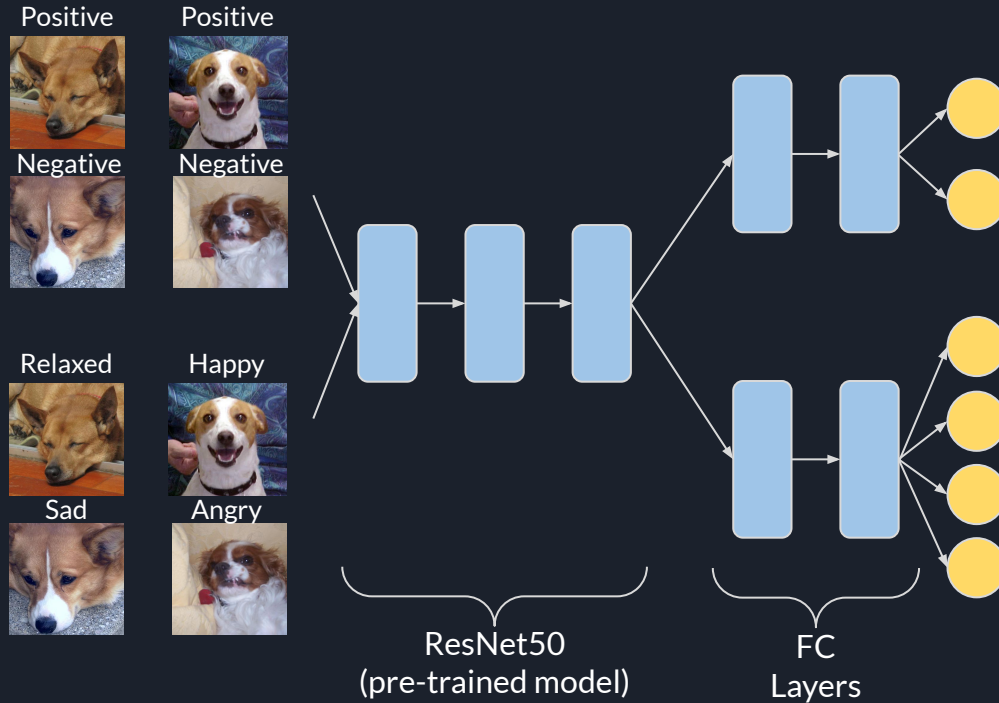 Positive
Positive
Negative
Negative
Relaxed
Happy
Sad
Angry
ResNet50
(pre-trained model)
FC
Layers